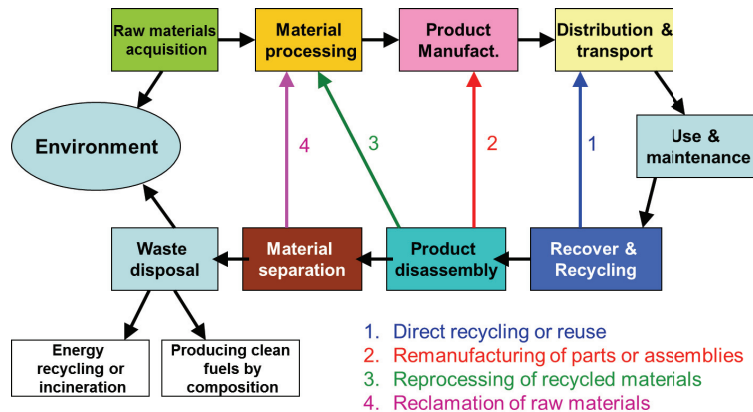 Raw materials
acquisition
Material
processing
Product
Manufact.
Distribution &
transport
Environment
4
3
2
1
Use &
maintenance
Waste
disposal
Material
separation
Product
disassembly
Recover &
Recycling
Energy
recycling or
incineration
Producing clean
fuels by
composition
1. Direct recycling or reuse
2. Remanufacturing of parts or assemblies
3. Reprocessing of recycled materials
4. Reclamation of raw materials